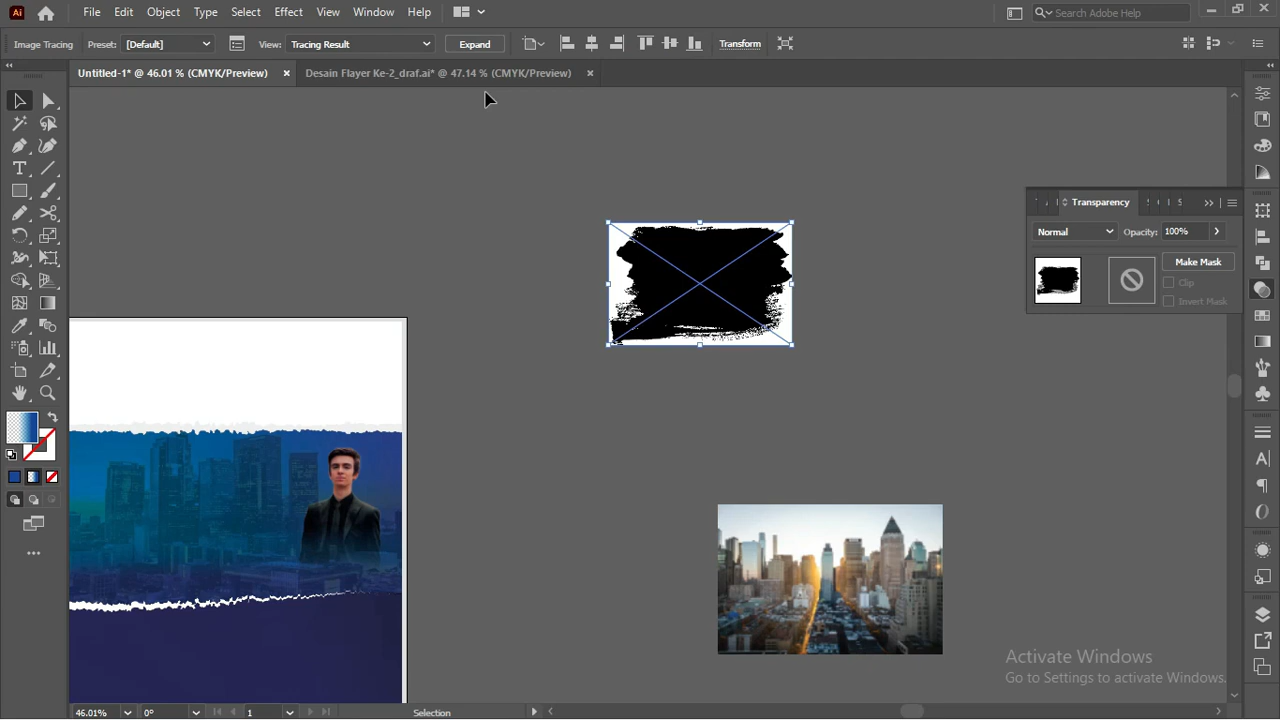 Ai File Edit Object Type Select Effect View Window Help Search Adobe Help
Image Tracing Preset: [Default] View: Tracing Result Expand Transform
Untitled-1* @ 46.01 % (CMYK/Preview) × Desain Flayer Ke-2_draf.ai* @ 47.14 % (CMYK/Preview) ×
Transparency
Normal Opacity: 100%
Make Mask
Clip
Invert Mask
Activate Windows
Go to Settings to activate Windows.
46.01% 0° 1 Selection